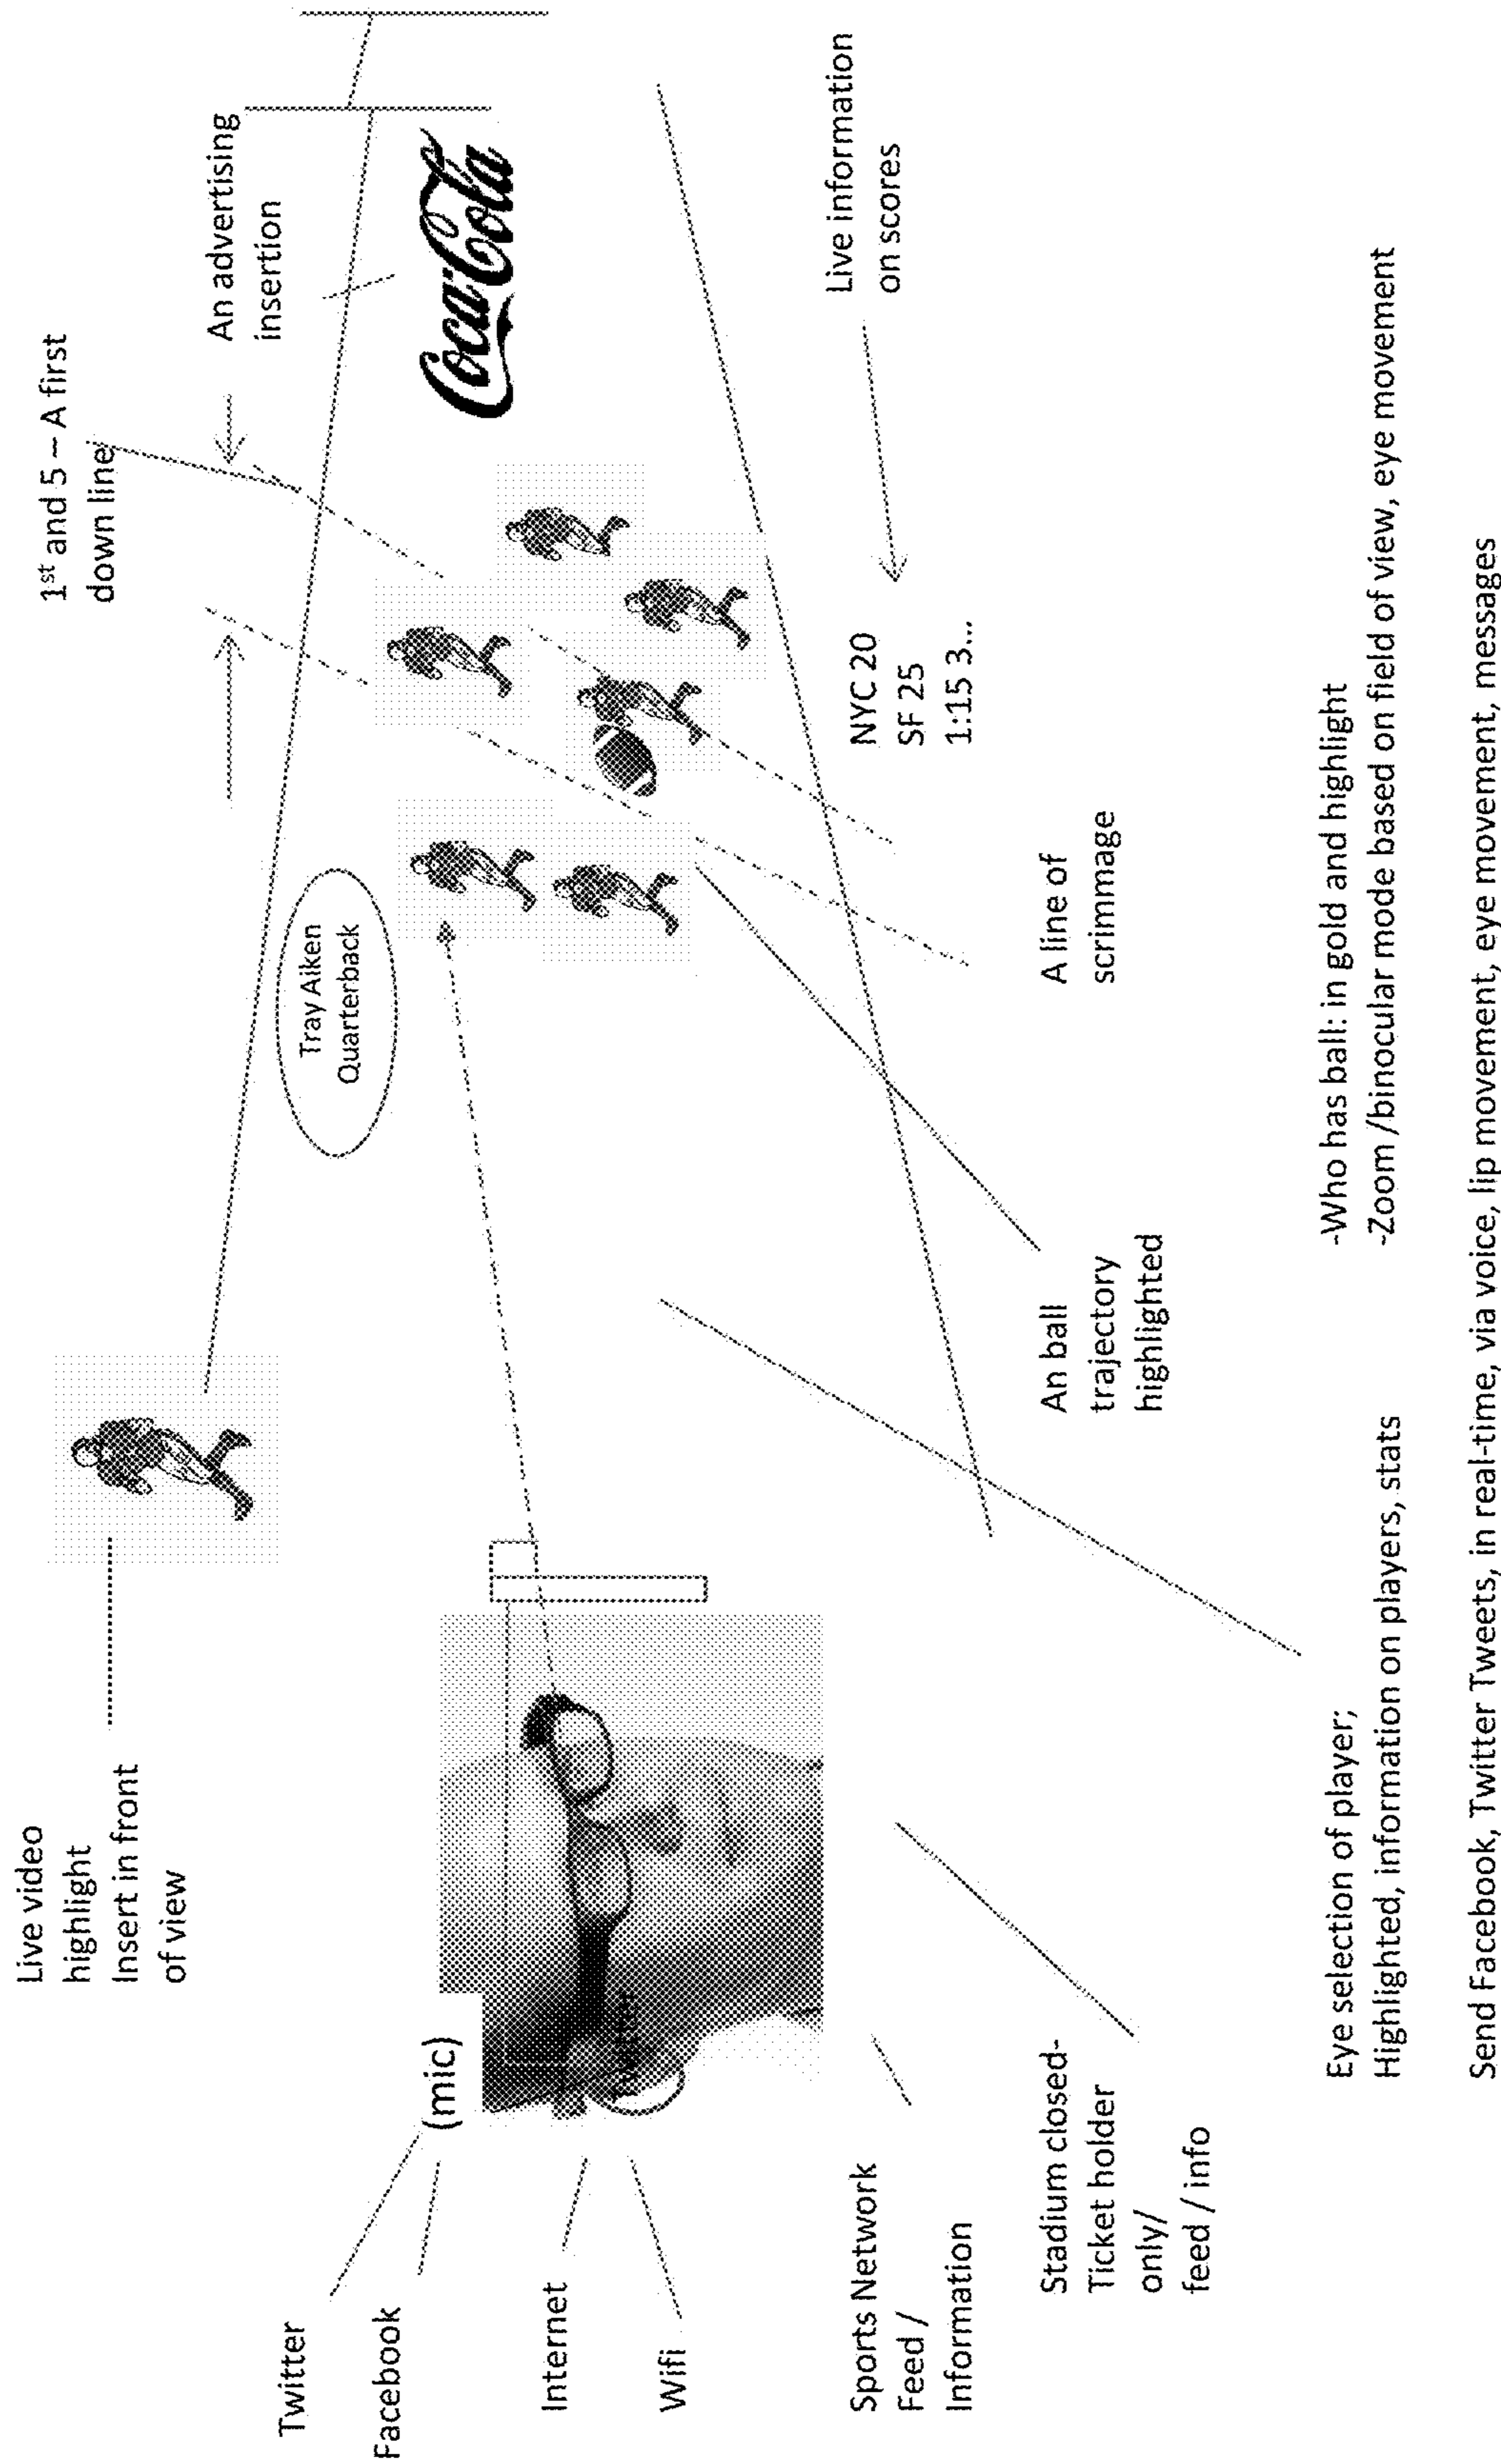 Live video
highlight
Insert in front
of view
1st and 5 – A first
down line
An advertising
insertion
Twitter
Facebook
(mic)
Internet
Wifi
Twitter
Tray Aiken
Quarterback
Coca-Cola
Sports Network
Feed /
Information
NYC 20
SF 25
1:15 3...
Live information
on scores
Stadium closed-
Ticket holder
only/
feed / info
An ball
trajectory
highlighted
A line of
scrimmage
Eye selection of player;
Highlighted, information on players, stats
-Who has ball: in gold and highlight
-Zoom /binocular mode based on field of view, eye movement
Send Facebook, Twitter Tweets, in real-time, via voice, lip movement, eye movement, messages